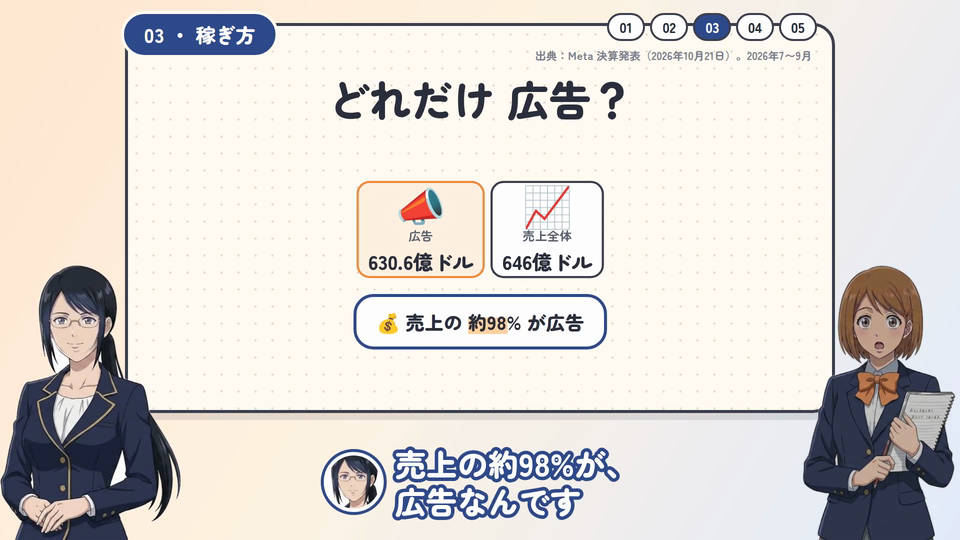 03 ・ 稼ぎ方
01 02 03 04 05
出典：Meta 決算発表（2026年10月21日）。2026年7〜9月
どれだけ 広告？
広告
630.6億ドル
売上全体
646億ドル
売上の 約98% が広告
売上の約98%が、
広告なんです